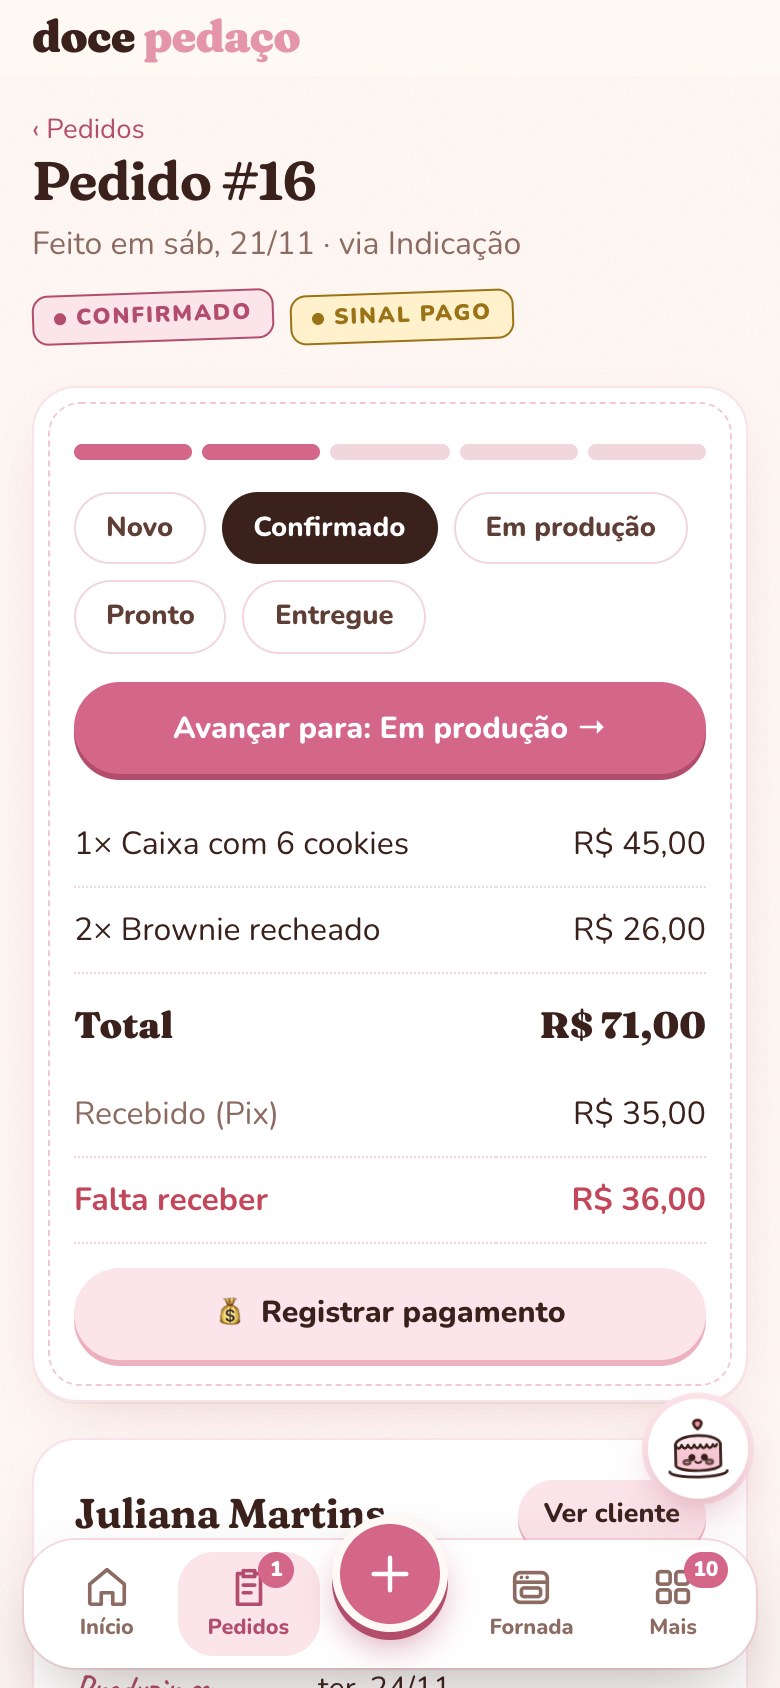 doce pedaço
‹ Pedidos
Pedido #16
Feito em sáb, 21/11 · via Indicação
CONFIRMADO SINAL PAGO
Novo Confirmado Em produção
Pronto Entregue
Avançar para: Em produção →
1× Caixa com 6 cookies R$ 45,00
2× Brownie recheado R$ 26,00
Total R$ 71,00
Recebido (Pix) R$ 35,00
Falta receber R$ 36,00
Registrar pagamento
Juliana Martins Ver cliente
1 10
Início Pedidos Fornada Mais
ter, 24/11